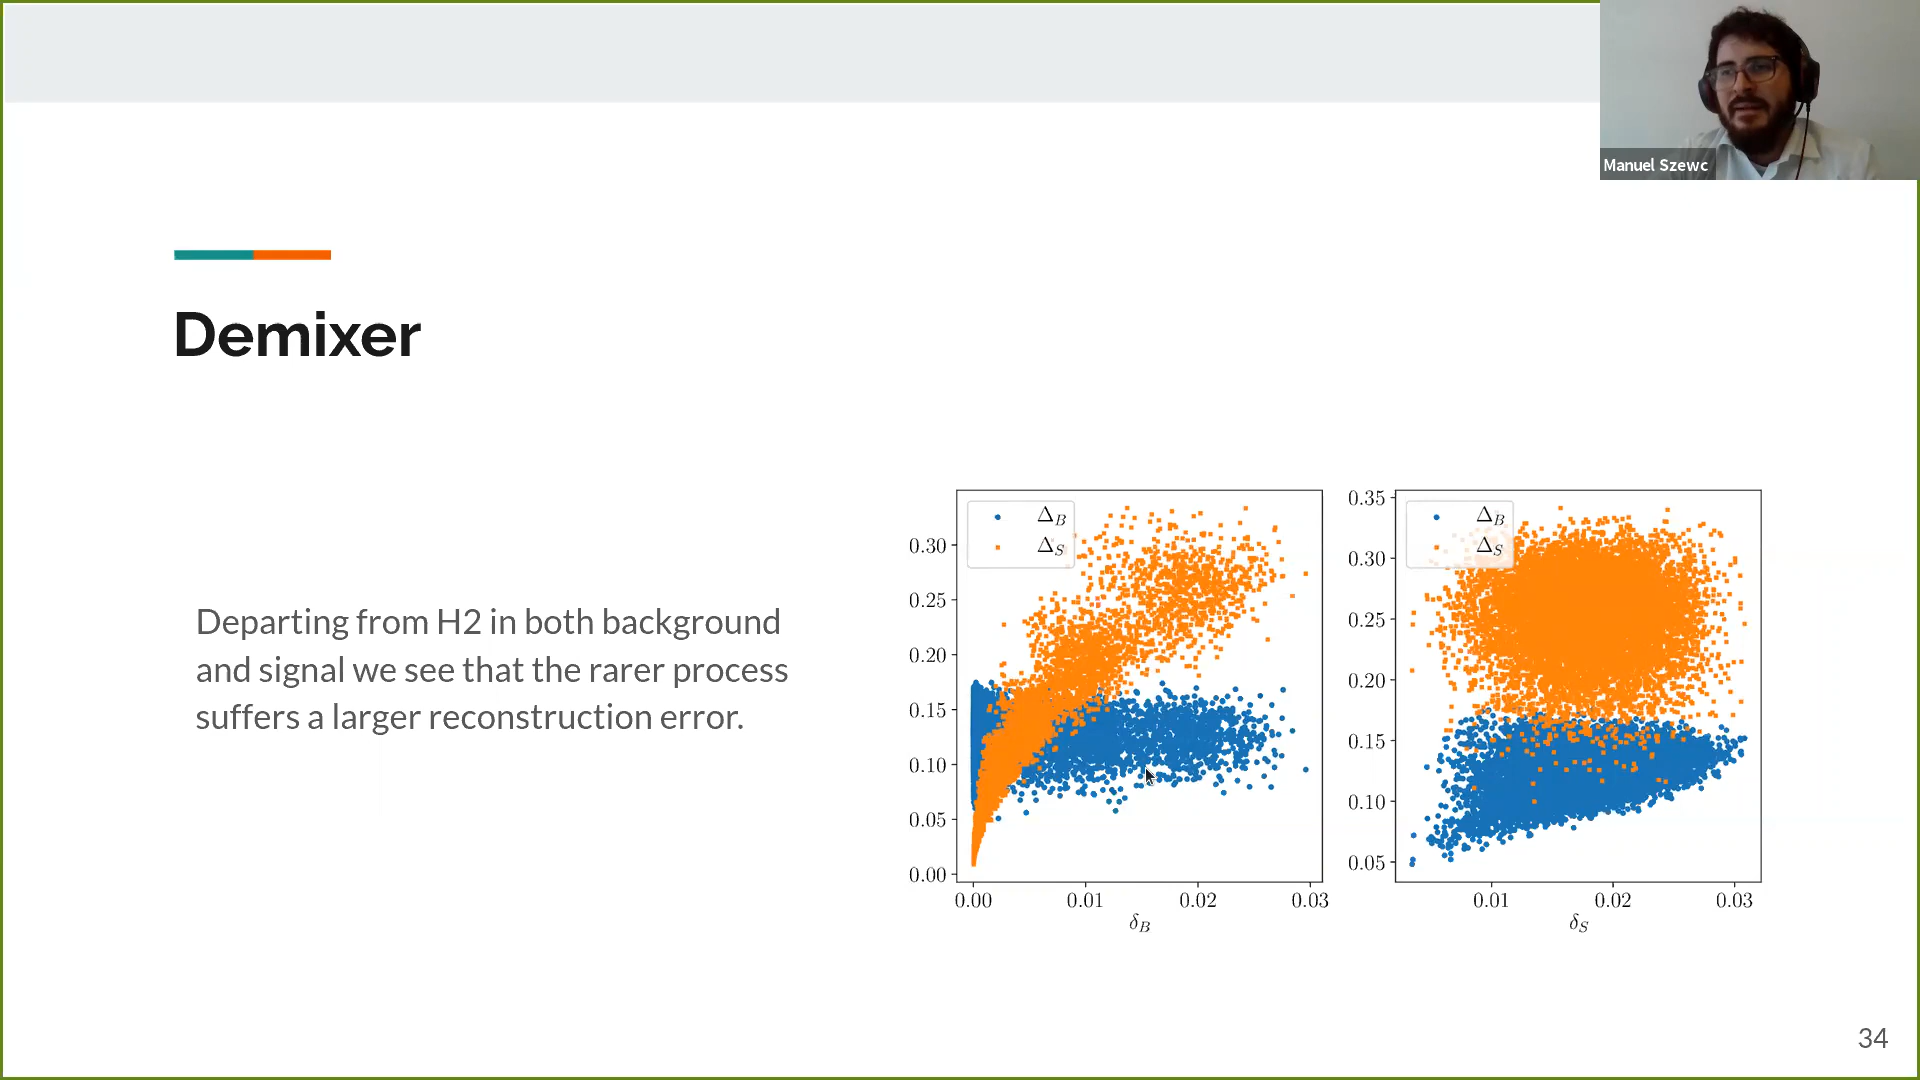 Manuel Szewc
Demixer
Departing from H2 in both background
and signal we see that the rarer process
suffers a larger reconstruction error.
Δ_B
Δ_S
0.30
0.25
0.20
0.15
0.10
0.05
0.00
0.00 0.01 0.02 0.03
δ_B
Δ_B
Δ_S
0.35
0.30
0.25
0.20
0.15
0.10
0.05
0.01 0.02 0.03
δ_S
34